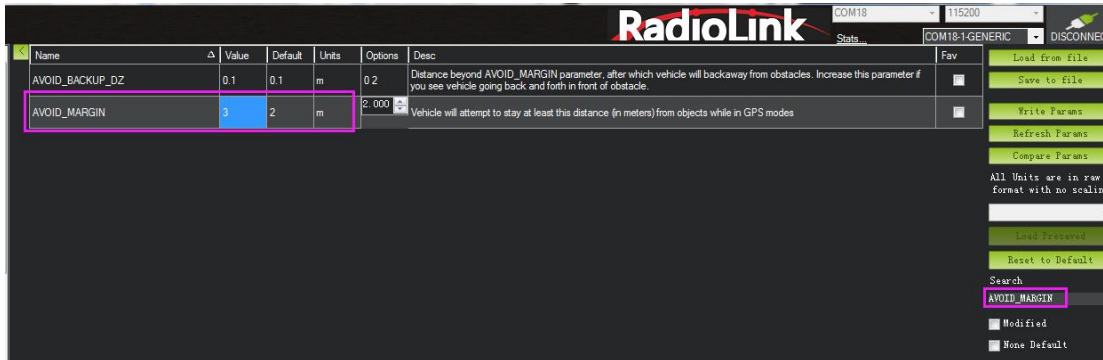 RadioLink
COM18
115200
Stats...
COM18-1-GENERIC
DISCONNEC
Name Value Default Units Options Desc Fav
AVOID_BACKUP_DZ 0.1 0.1 m 0 2 Distance beyond AVOID_MARGIN parameter, after which vehicle will backaway from obstacles. Increase this parameter if
you see vehicle going back and forth in front of obstacle.
AVOID_MARGIN 3 2 m 2.000 Vehicle will attempt to stay at least this distance (in meters) from objects while in GPS modes
Load from file
Save to file
Write Params
Refresh Params
Compare Params
All Units are in raw
format with no scalin
Load Presaved
Reset to Default
Search
AVOID_MARGIN
Modified
None Default